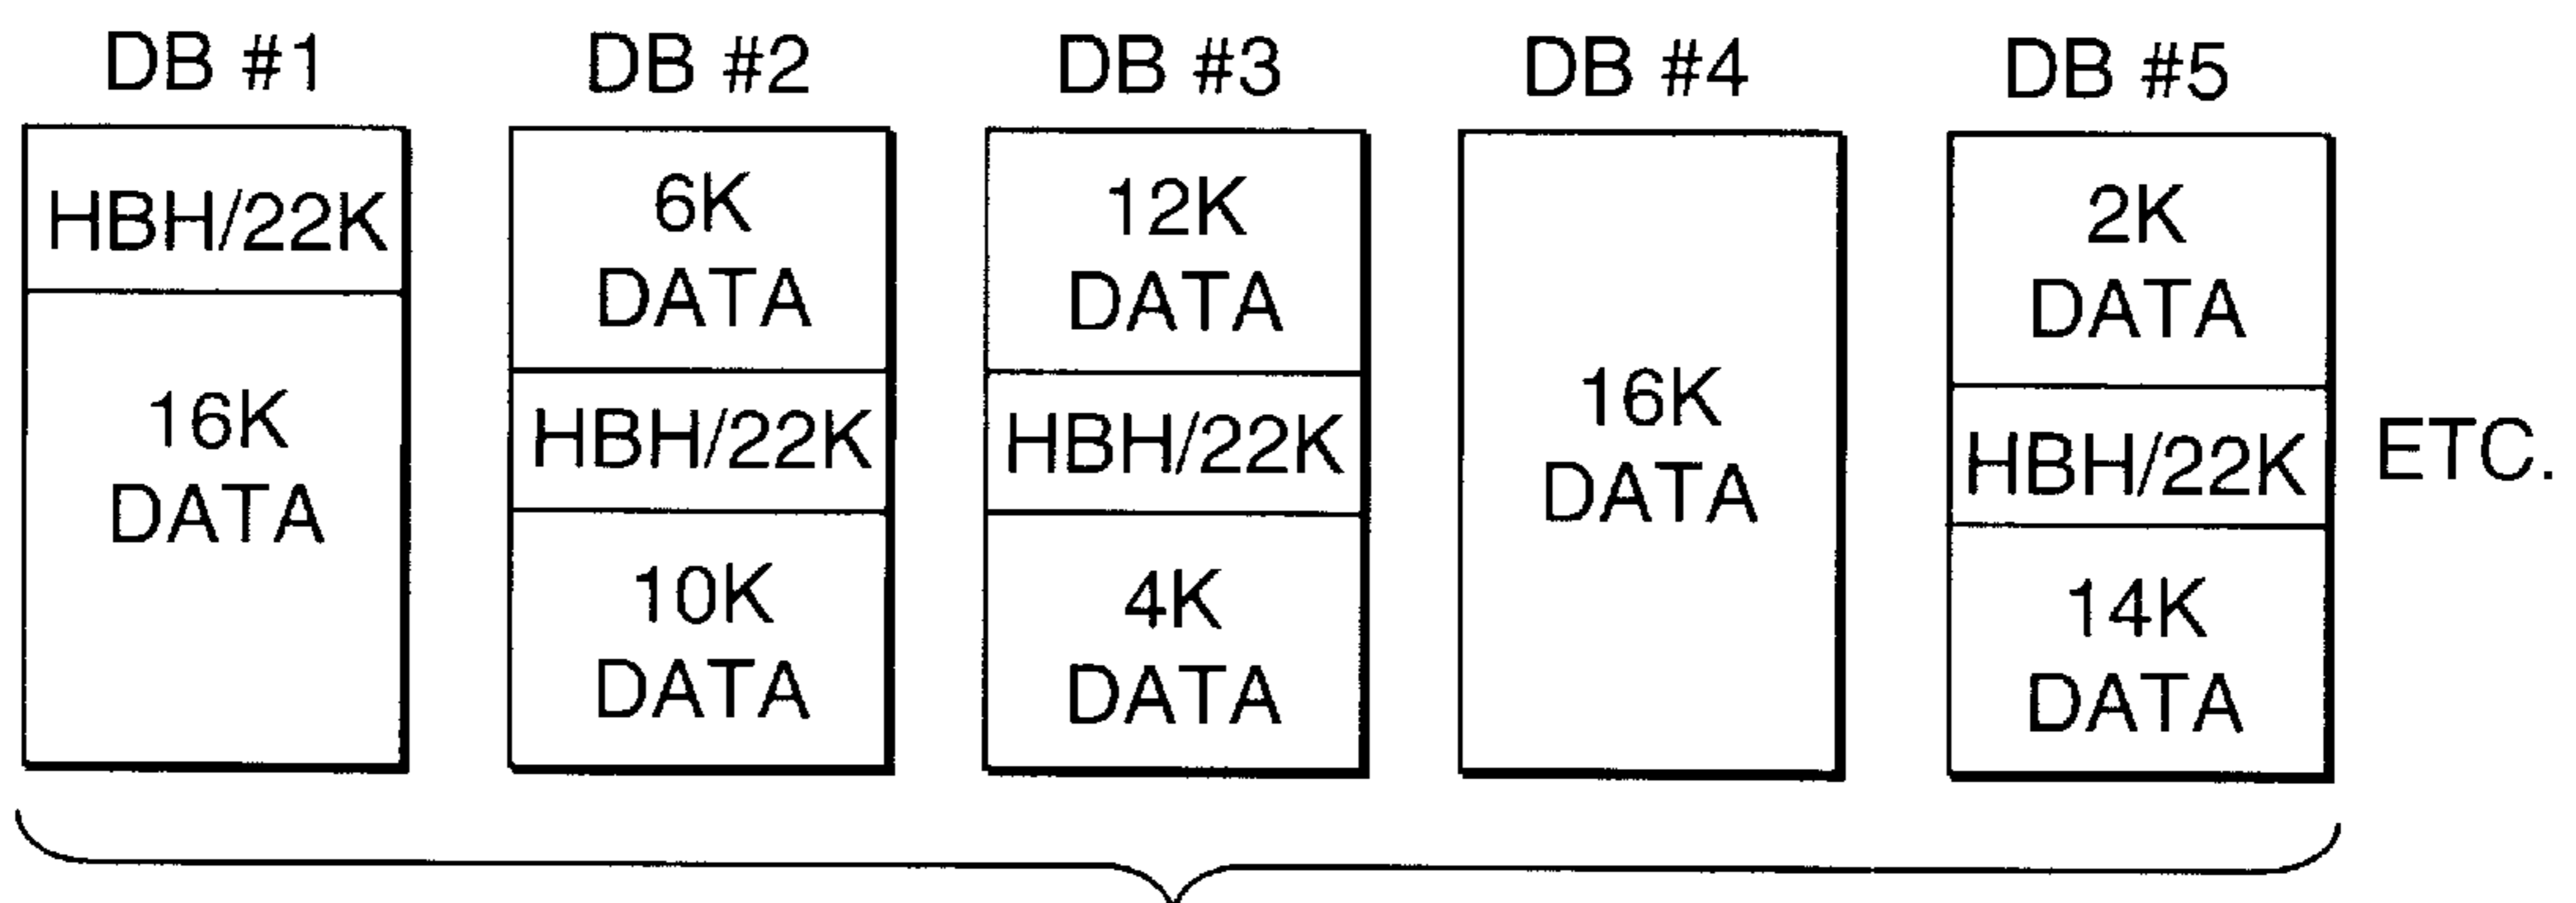 DB #1
HBH/22K
16K
DATA
DB #2
6K
DATA
HBH/22K
10K
DATA
DB #3
12K
DATA
HBH/22K
4K
DATA
DB #4
16K
DATA
DB #5
2K
DATA
HBH/22K
14K
DATA
ETC.